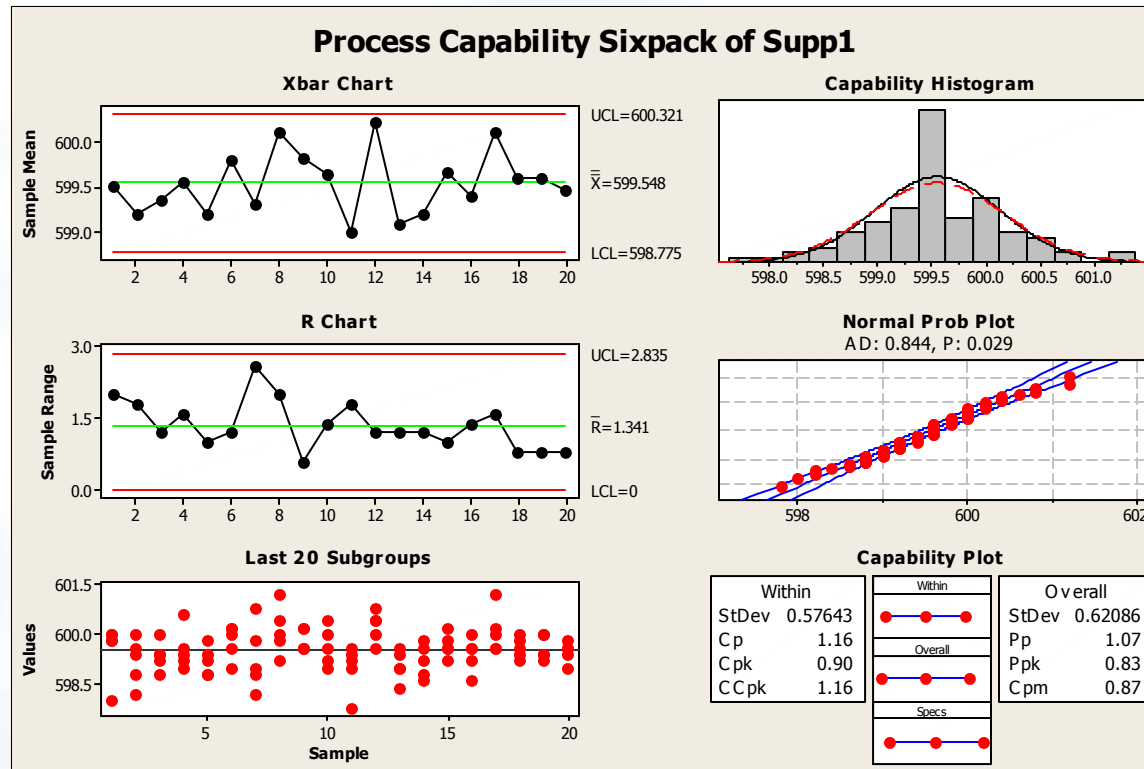 Process Capability Sixpack of Supp1
Xbar Chart
Sample Mean
600.0
599.5
599.0
2 4 6 8 10 12 14 16 18 20
UCL=600.321
X=599.548
LCL=598.775
Capability Histogram
598.0 598.5 599.0 599.5 600.0 600.5 601.0
R Chart
Sample Range
3.0
1.5
0.0
2 4 6 8 10 12 14 16 18 20
UCL=2.835
R=1.341
LCL=0
Normal Prob Plot
AD: 0.844, P: 0.029
598 600 602
Last 20 Subgroups
Values
601.5
600.0
598.5
5 10 15 20
Sample
Capability Plot
Within
StDev 0.57643
Cp 1.16
Cpk 0.90
CCpk 1.16
Within
Overall
Specs
Overall
StDev 0.62086
Pp 1.07
Ppk 0.83
Cpm 0.87